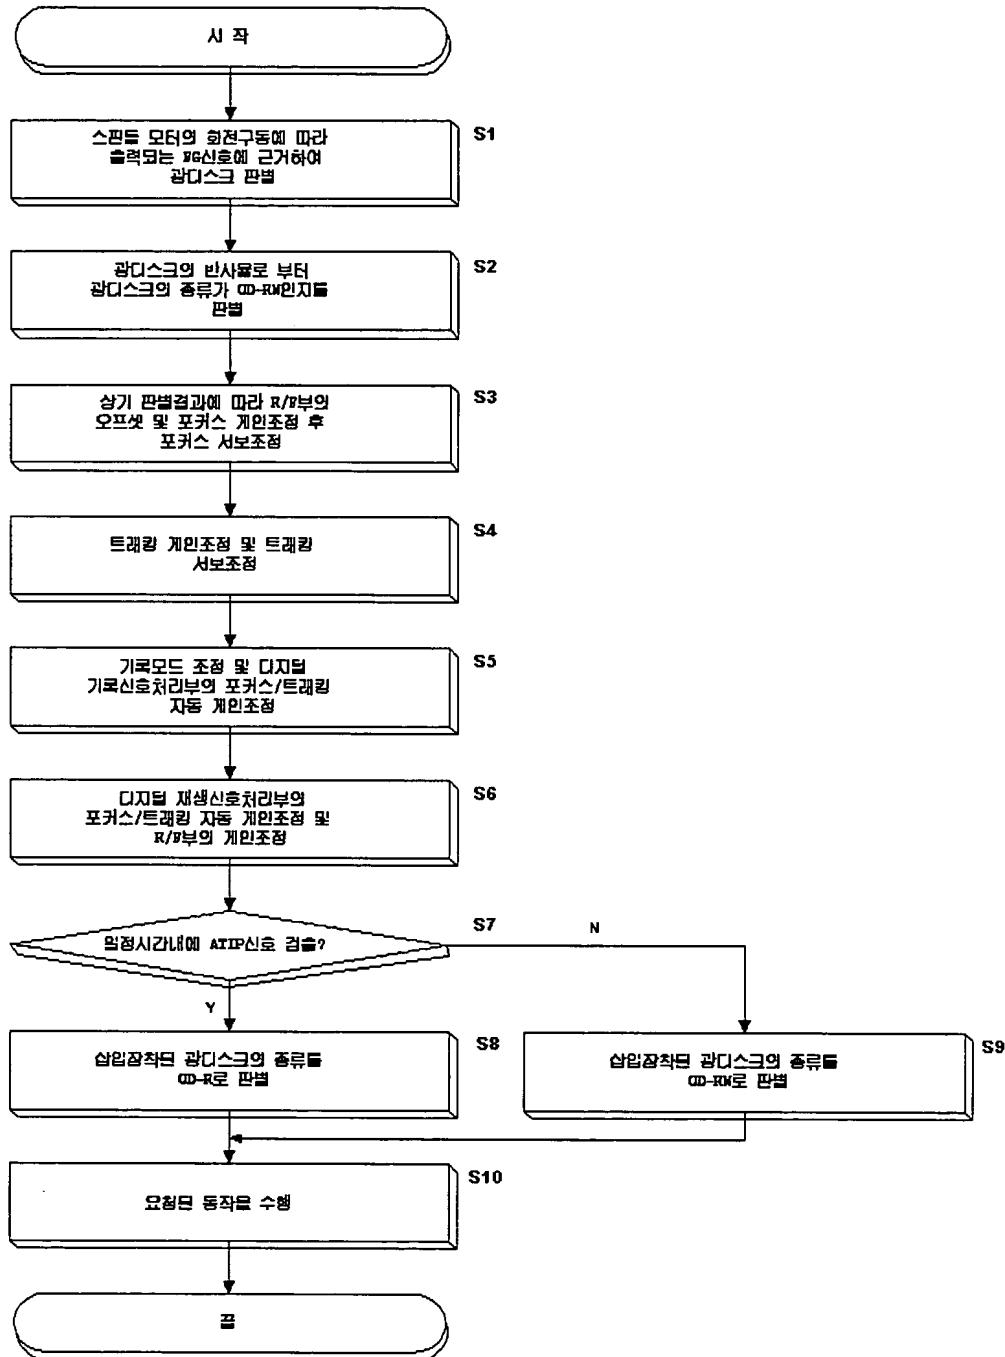 시 작
S1
스핀들 모터의 회전구동에 따라
출력되는 FG신호에 근거하여
광디스크 판별
S2
광디스크의 반사율로 부터
광디스크의 종류가 CD-RW인지를
판별
S3
상기 판별결과에 따라 R/F부의
오프셋 및 포커스 게인조정 후
포커스 서보조정
S4
트래킹 게인조정 및 트래킹
서보조정
S5
기록모드 조정 및 디지털
기록신호처리부의 포커스/트래킹
자동 게인조정
S6
디지털 재생신호처리부의
포커스/트래킹 자동 게인조정 및
R/F부의 게인조정
S7
일정시간내에 ATIP신호 검출?
N
Y
S8
삽입장착된 광디스크의 종류를
CD-R로 판별
S9
삽입장착된 광디스크의 종류를
CD-RW로 판별
S10
요청된 동작을 수행
끝